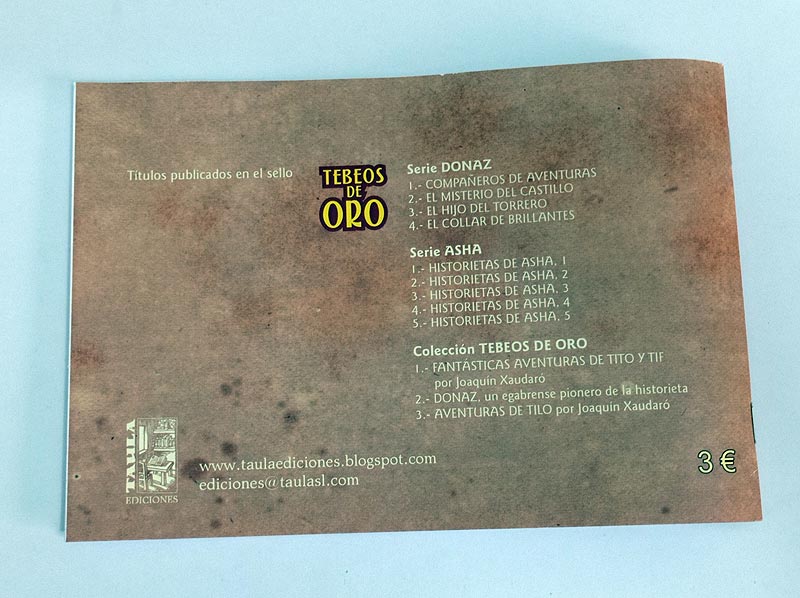 Títulos publicados en el sello
TEBEOS
DE
ORO
Serie DONAZ
1.- COMPAÑEROS DE AVENTURAS
2.- EL MISTERIO DEL CASTILLO
3.- EL HIJO DEL TORRERO
4.- EL COLLAR DE BRILLANTES
Serie ASHA
1.- HISTORIETAS DE ASHA, 1
2.- HISTORIETAS DE ASHA, 2
3.- HISTORIETAS DE ASHA, 3
4.- HISTORIETAS DE ASHA, 4
5.- HISTORIETAS DE ASHA, 5
Colección TEBEOS DE ORO
1.- FANTÁSTICAS AVENTURAS DE TITO Y TIF
por Joaquín Xaudaró
2.- DONAZ, un egabrense pionero de la historieta
3.- AVENTURAS DE TILO por Joaquín Xaudaró
TAULA
EDICIONES
www.taulaediciones.blogspot.com
ediciones@taulasl.com
3 €